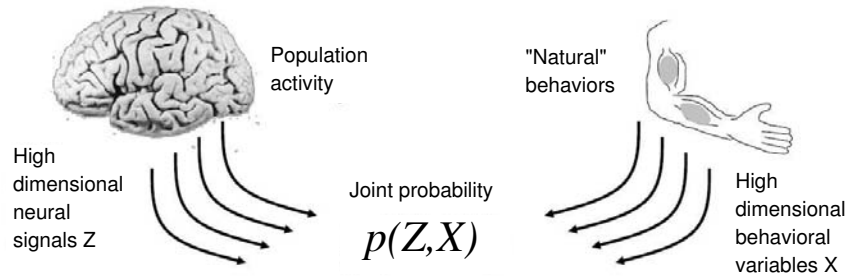 Population
activity
"Natural"
behaviors
High
dimensional
neural
signals Z
Joint probability
p(Z,X)
High
dimensional
behavioral
variables X